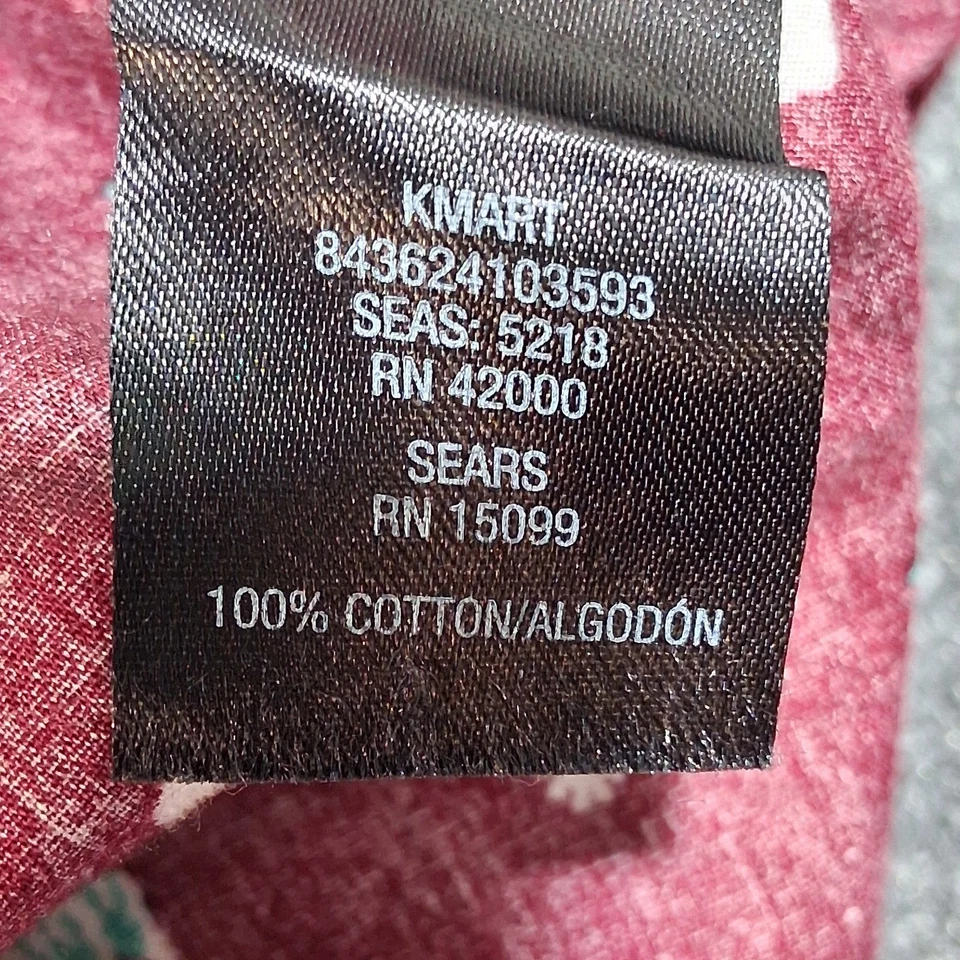 KMART
843624103593
SEAS: 5218
RN 42000
SEARS
RN 15099
100% COTTON/ALGODÓN